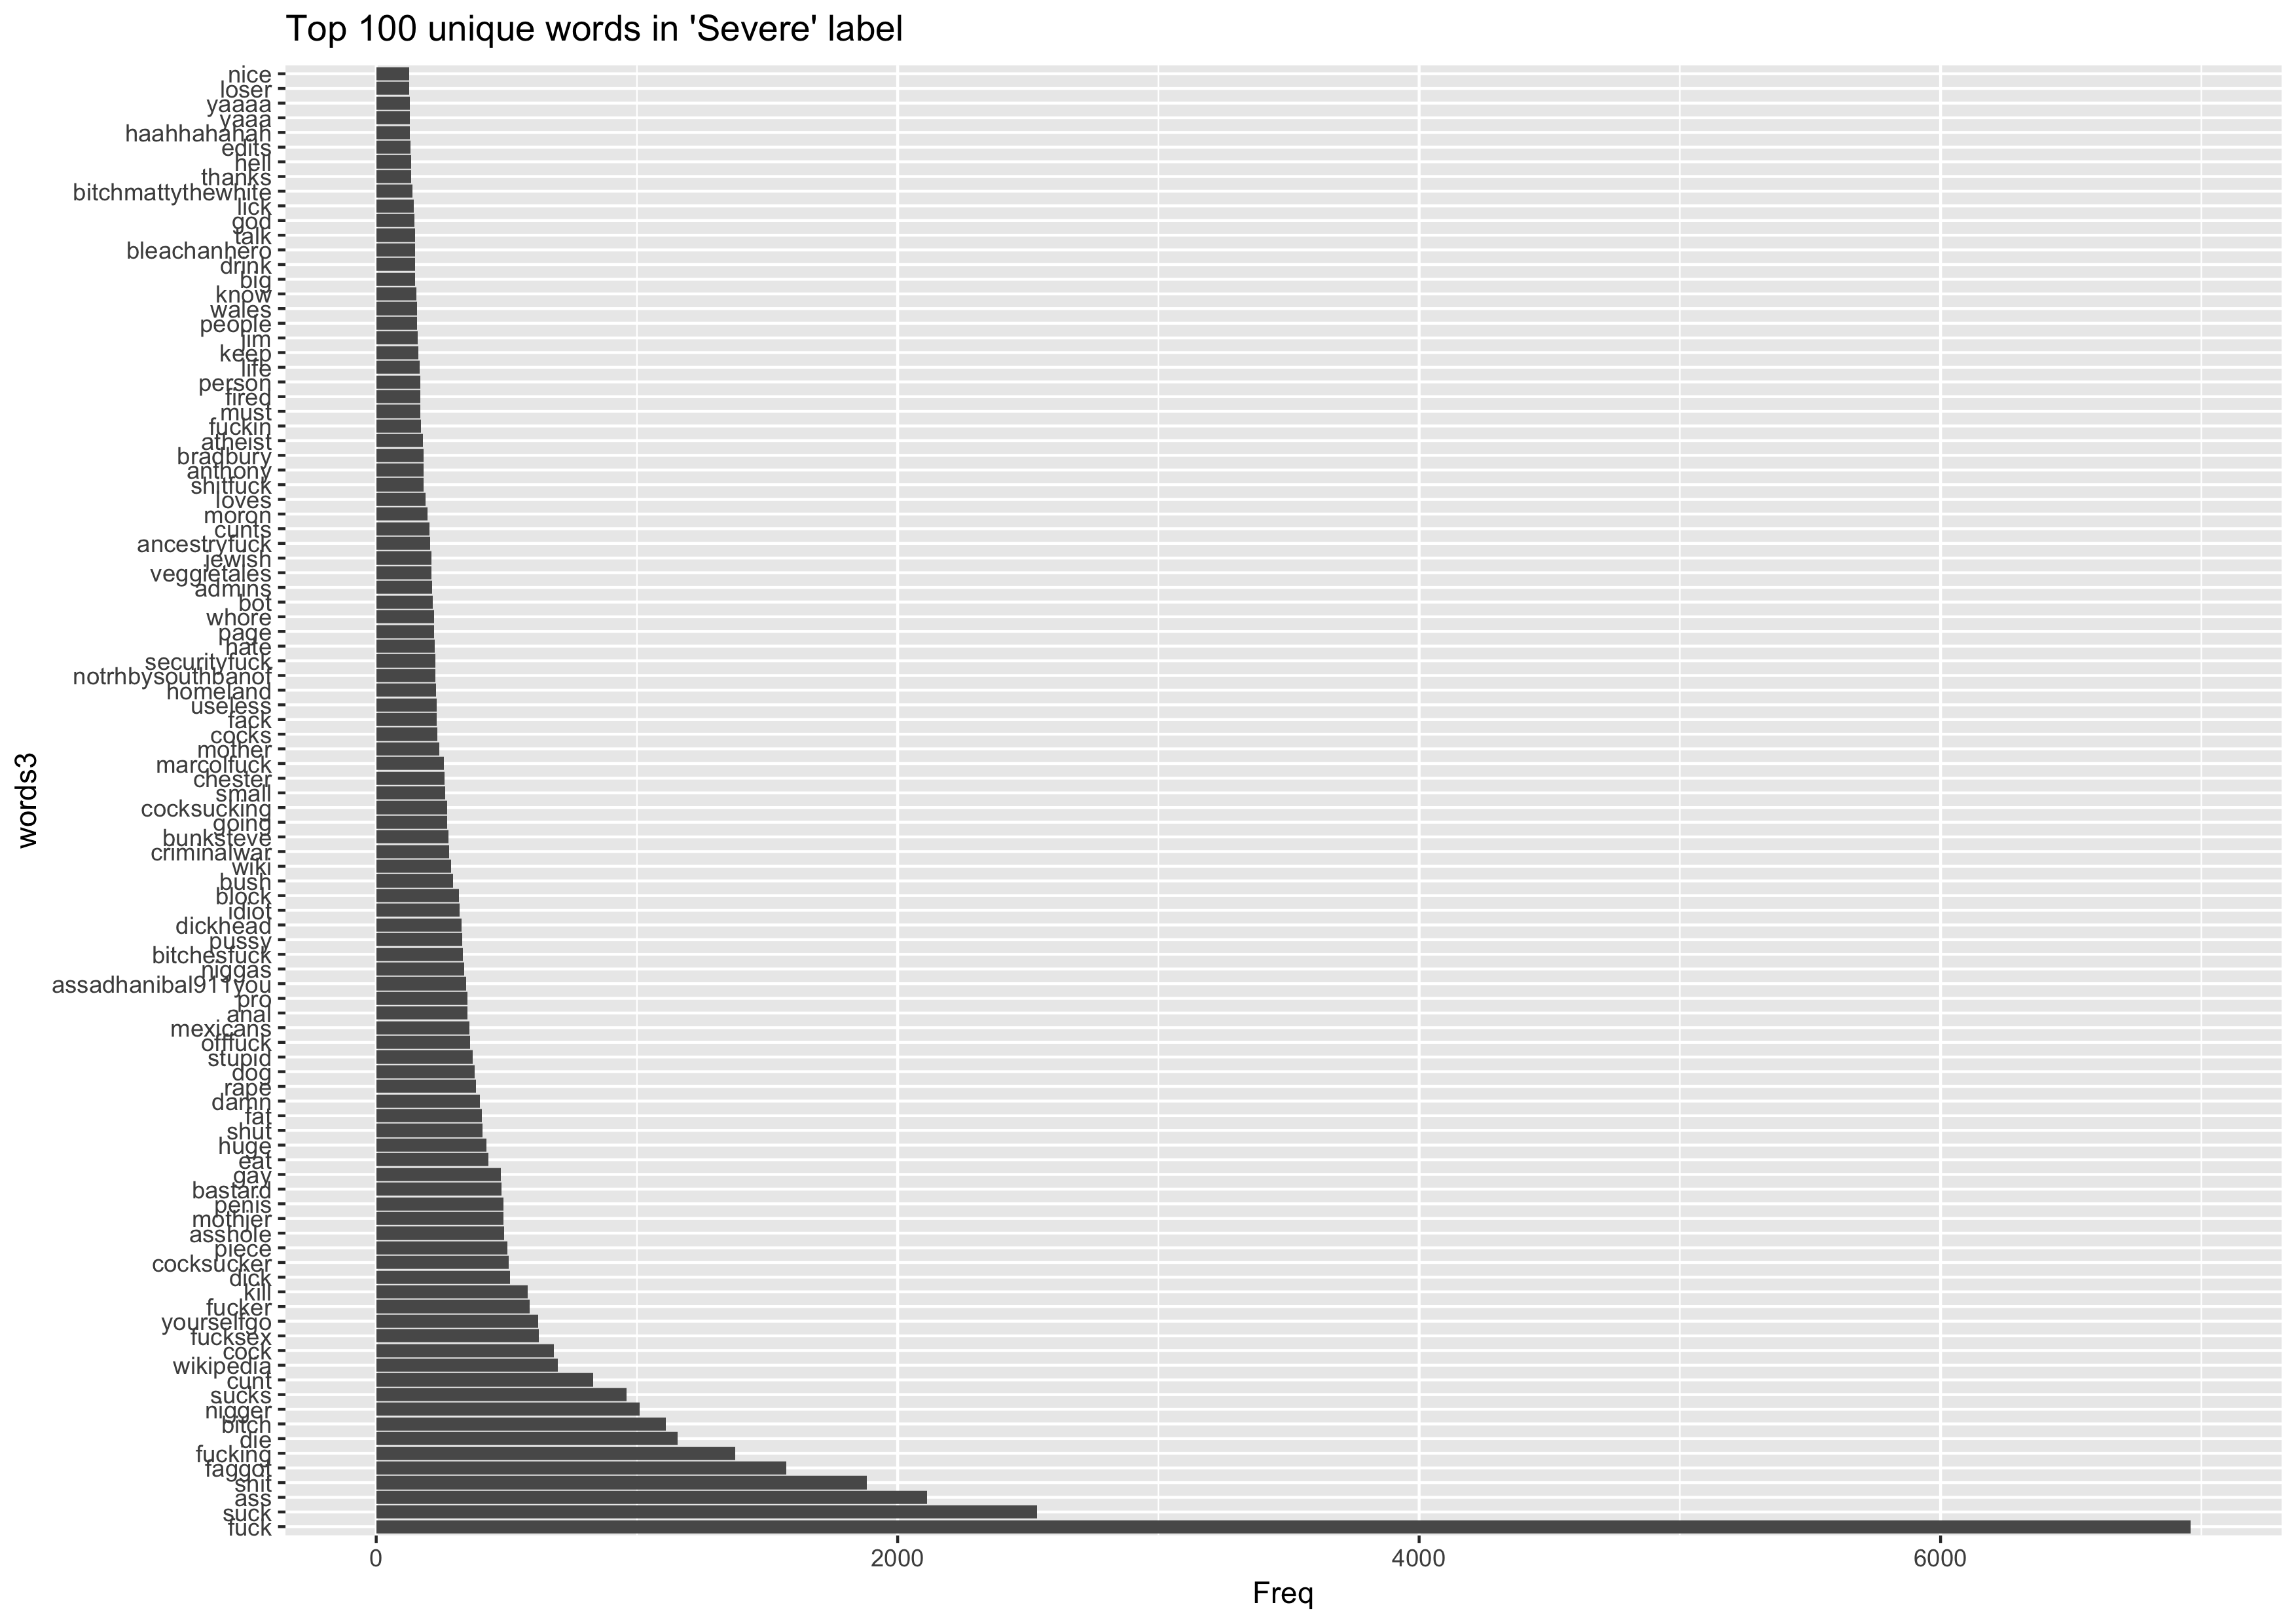 Top 100 unique words in 'Severe' label
nice
loser
yaaaa
yaaa
haahhahahah
edits
hell
thanks
bitchmattythewhite
lick
god
talk
bleachanhero
drink
big
know
wales
people
jim
keep
life
person
fired
must
fuckin
atheist
bradbury
anthony
shitfuck
loves
moron
cunts
ancestryfuck
jewish
veggietales
admins
bot
whore
page
hate
securityfuck
notrhbysouthbanof
homeland
useless
fack
cocks
mother
marcolfuck
chester
small
cocksucking
going
bunksteve
criminalwar
wiki
bush
block
idiot
dickhead
pussy
bitchesfuck
niggas
assadhanibal911you
pro
anal
mexicans
offfuck
stupid
dog
rape
damn
fat
shut
huge
eat
gay
bastard
penis
mothjer
asshole
piece
cocksucker
dick
kill
fucker
yourselfgo
fucksex
cock
wikipedia
cunt
sucks
nigger
bitch
die
fucking
faggot
shit
ass
suck
fuck
words3
0 2000 4000 6000
Freq